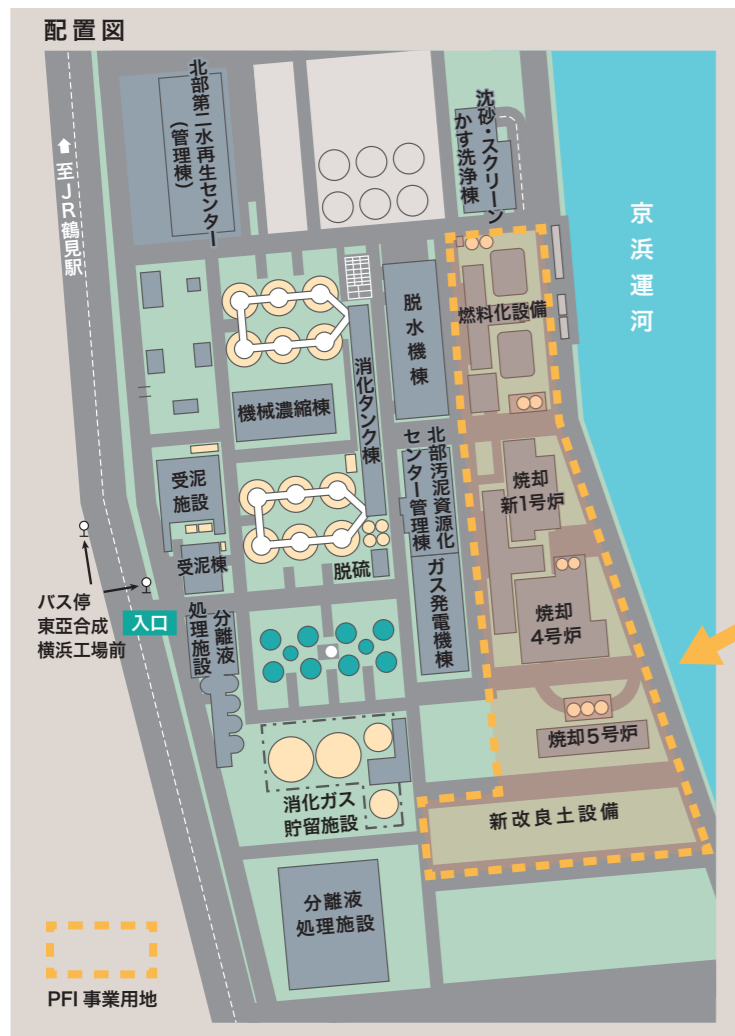 配置図
北部第二水再生センター
(管理棟)
至JR鶴見駅
沈砂・スクリーン
かす洗浄棟
京浜運河
燃料化設備
脱水機棟
消化タンク棟
機械濃縮棟
北部汚泥資源化
センター管理棟
受泥
施設
焼却
新1号炉
受泥棟
脱硫
ガス発電機棟
バス停
東亞合成
横浜工場前
入口
分離液
処理施設
焼却
4号炉
焼却5号炉
消化ガス
貯留施設
新改良土設備
分離液
処理施設
PFI事業用地